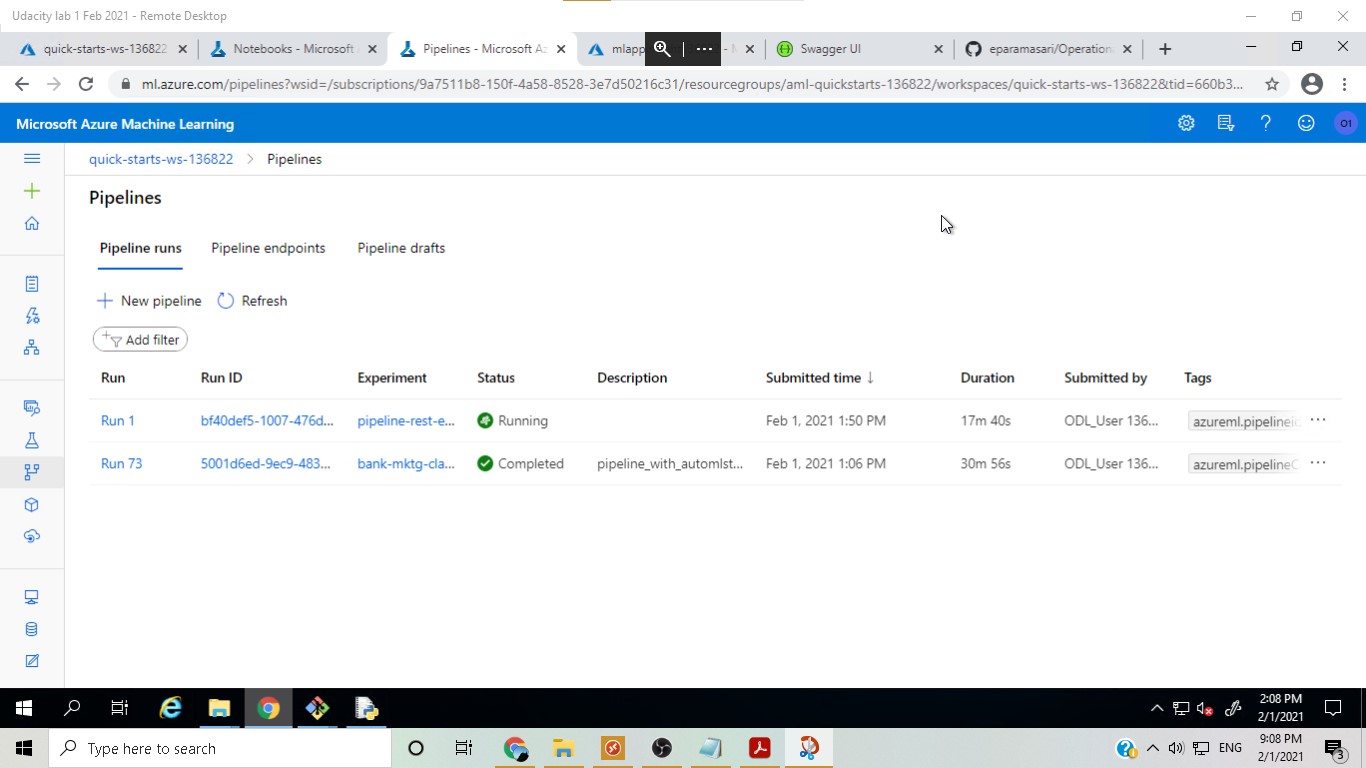 Udacity lab 1 Feb 2021 - Remote Desktop
quick-starts-ws-136822
Notebooks - Microsoft
Pipelines - Microsoft Az
mlapp
Swagger UI
eparamasari/Operation
ml.azure.com/pipelines?wsid=/subscriptions/9a7511b8-150f-4a58-8528-3e7d50216c31/resourcegroups/aml-quickstarts-136822/workspaces/quick-starts-ws-136822&tid=660b3...
Microsoft Azure Machine Learning
O1
quick-starts-ws-136822 > Pipelines
Pipelines
Pipeline runs Pipeline endpoints Pipeline drafts
New pipeline Refresh
Add filter
Run Run ID Experiment Status Description Submitted time ↓ Duration Submitted by Tags
Run 1 bf40def5-1007-476d... pipeline-rest-e... Running Feb 1, 2021 1:50 PM 17m 40s ODL_User 136... azureml.pipelineid ...
Run 73 5001d6ed-9ec9-483... bank-mktg-cla... Completed pipeline_with_automlst... Feb 1, 2021 1:06 PM 30m 56s ODL_User 136... azureml.pipelineC ...
2:08 PM
2/1/2021
Type here to search
ENG
9:08 PM
2/1/2021
3